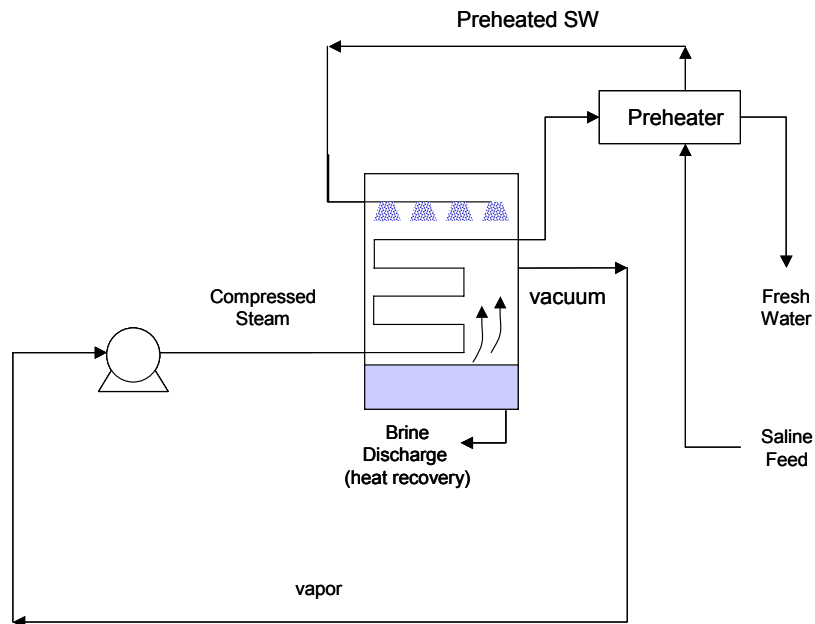 Preheated SW
Preheater
Compressed
Steam
vacuum
Fresh
Water
Brine
Discharge
(heat recovery)
Saline
Feed
vapor